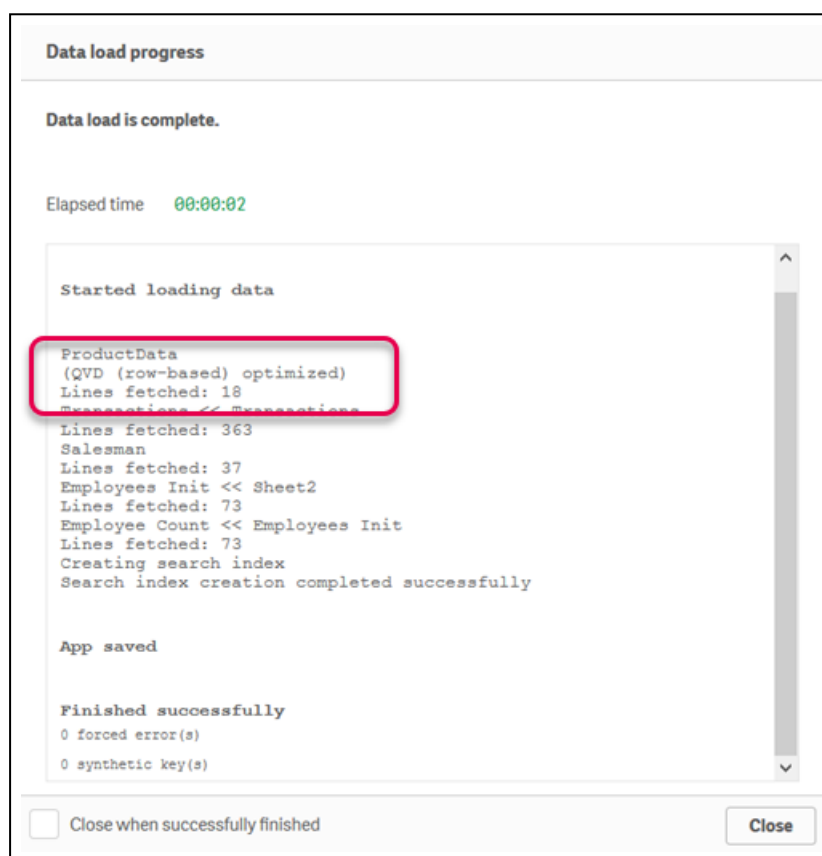 Data load progress
Data load is complete.
Elapsed time 00:00:02
Started loading data
ProductData
(QVD (row-based) optimized)
Lines fetched: 18
Transactions << Transactions
Lines fetched: 363
Salesman
Lines fetched: 37
Employees Init << Sheet2
Lines fetched: 73
Employee Count << Employees Init
Lines fetched: 73
Creating search index
Search index creation completed successfully
App saved
Finished successfully
0 forced error(s)
0 synthetic key(s)
Close when successfully finished
Close